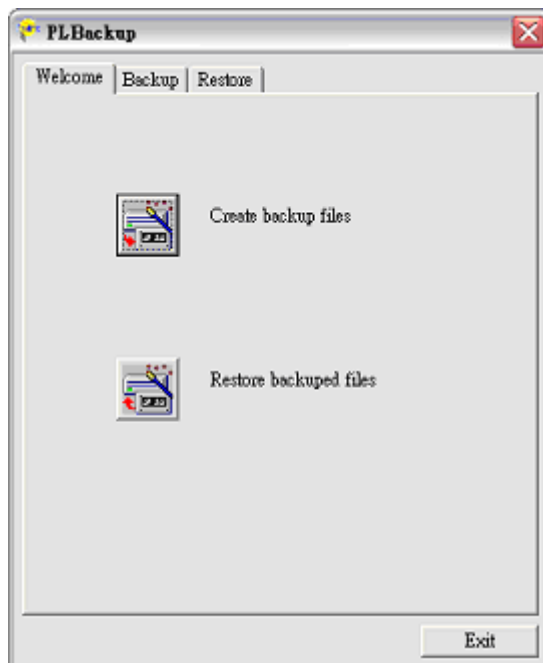 PLBackup
Welcome Backup Restore
Create backup files
Restore backuped files
Exit